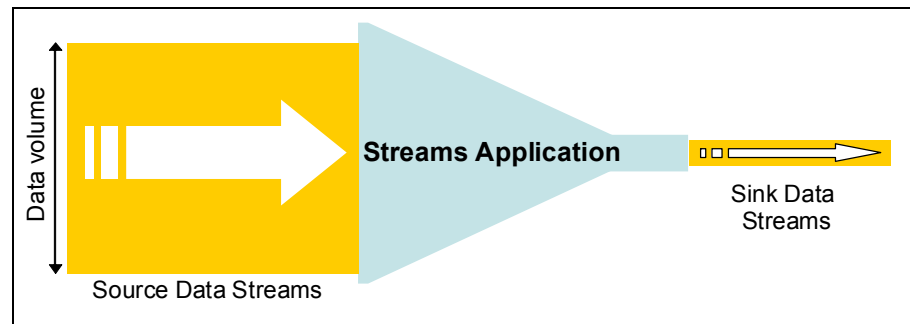 Data volume
Source Data Streams
Streams Application
Sink Data
Streams